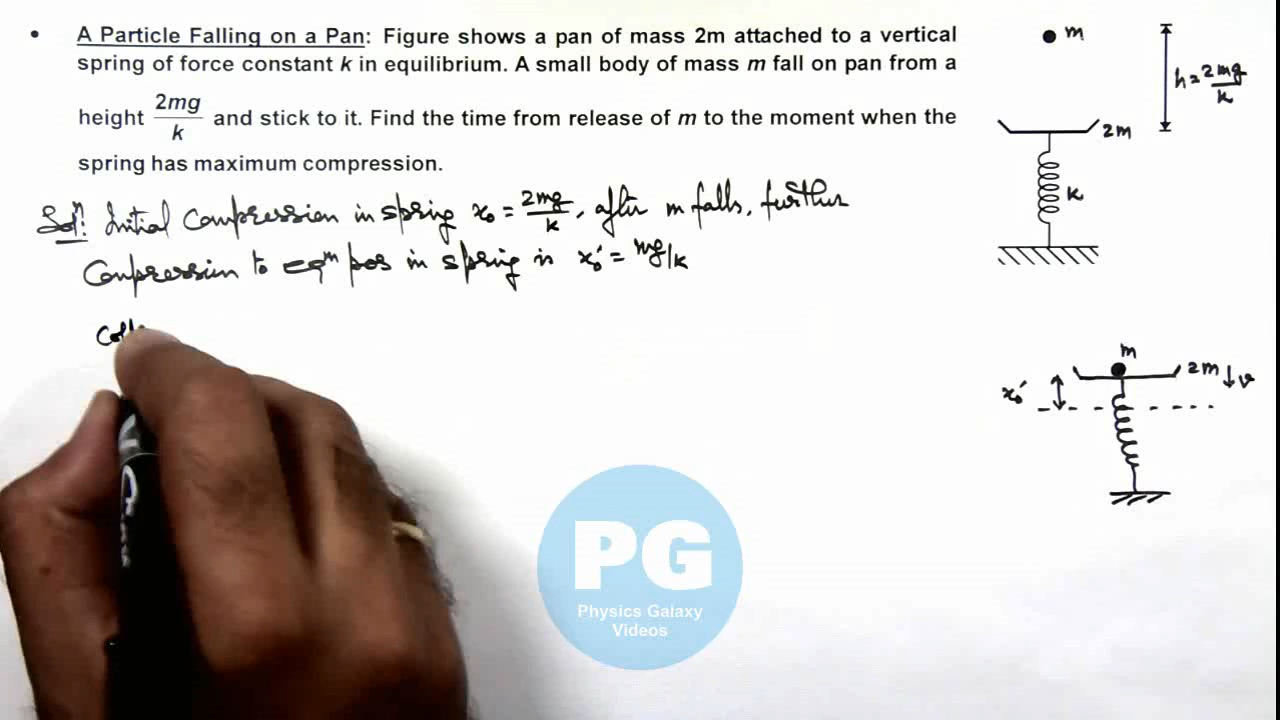 • A Particle Falling on a Pan: Figure shows a pan of mass 2m attached to a vertical
spring of force constant k in equilibrium. A small body of mass m fall on pan from a
height 2mg/k and stick to it. Find the time from release of m to the moment when the
spring has maximum compression.
m
h = 2mg/k
2m
k
Solⁿ: Initial Compression in spring x₀ = 2mg/k, after m falls, further
Compression to eqᵐ pos in spring is x₀′ = mg/k
m
2m ↓ v
x₀′
PG
Physics Galaxy
Videos